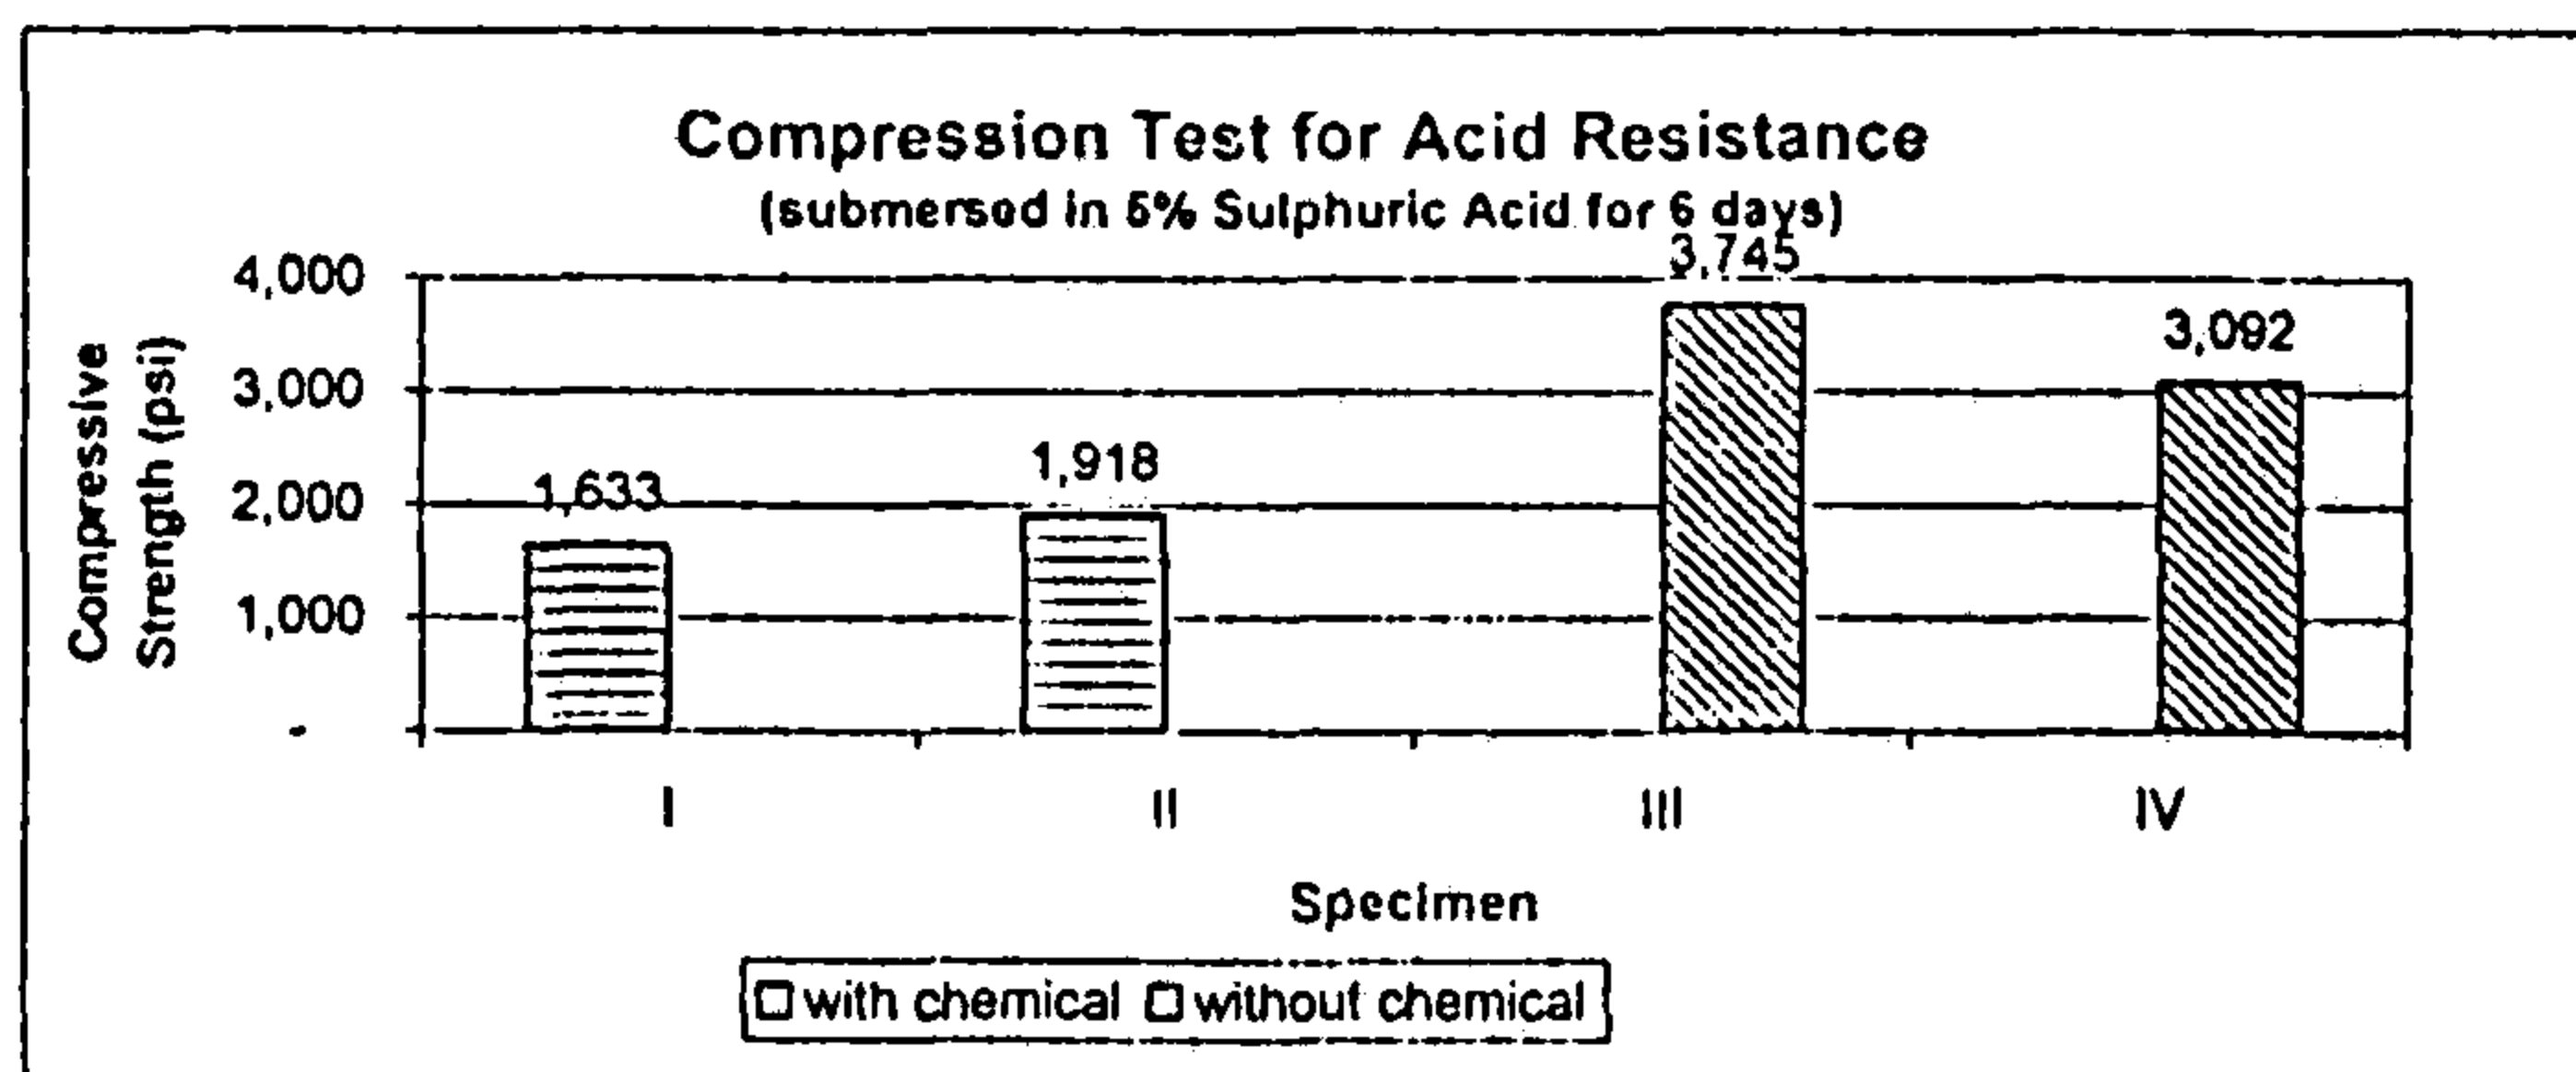 Compression Test for Acid Resistance
(submersed in 5% Sulphuric Acid for 6 days)
4,000
3,000
2,000
1,000
-
Compressive
Strength (psi)
1,633
1,918
3,745
3,092
I
II
III
IV
Specimen
with chemical
without chemical